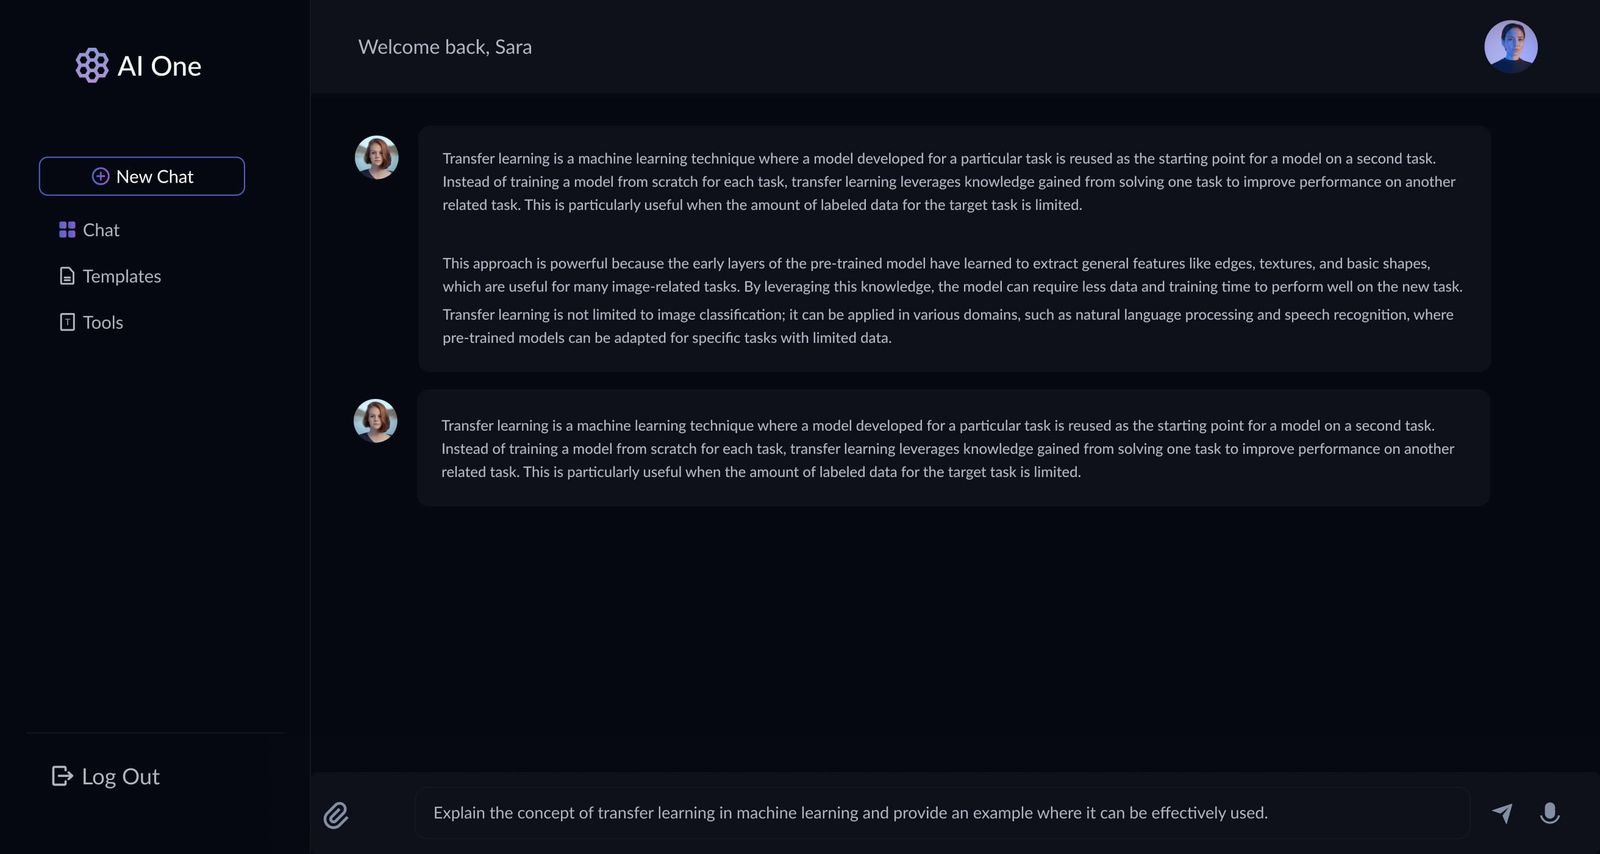 AI One
Welcome back, Sara
New Chat
Chat
Templates
Tools
Log Out
Transfer learning is a machine learning technique where a model developed for a particular task is reused as the starting point for a model on a second task.
Instead of training a model from scratch for each task, transfer learning leverages knowledge gained from solving one task to improve performance on another
related task. This is particularly useful when the amount of labeled data for the target task is limited.
This approach is powerful because the early layers of the pre-trained model have learned to extract general features like edges, textures, and basic shapes,
which are useful for many image-related tasks. By leveraging this knowledge, the model can require less data and training time to perform well on the new task.
Transfer learning is not limited to image classification; it can be applied in various domains, such as natural language processing and speech recognition, where
pre-trained models can be adapted for specific tasks with limited data.
Transfer learning is a machine learning technique where a model developed for a particular task is reused as the starting point for a model on a second task.
Instead of training a model from scratch for each task, transfer learning leverages knowledge gained from solving one task to improve performance on another
related task. This is particularly useful when the amount of labeled data for the target task is limited.
Explain the concept of transfer learning in machine learning and provide an example where it can be effectively used.